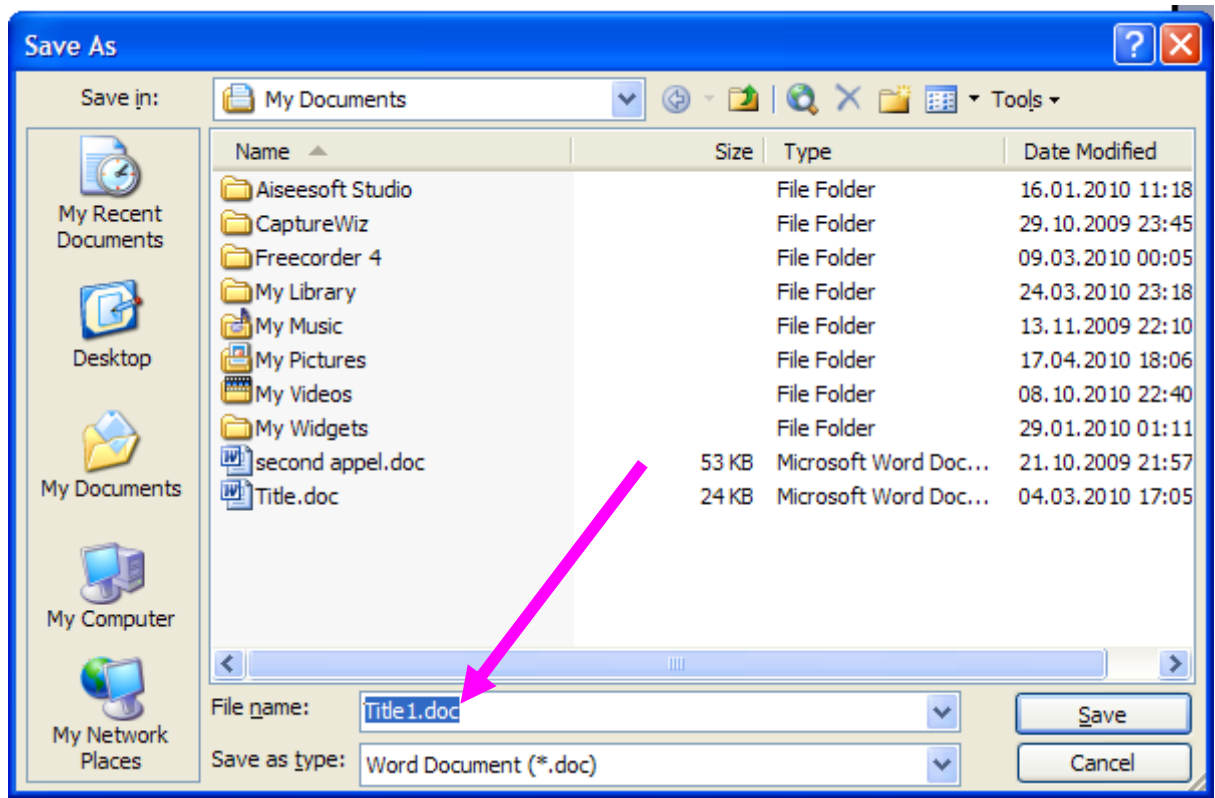 Save As
Save in: My Documents Tools
Name Size Type Date Modified
Aiseesoft Studio File Folder 16.01.2010 11:18
CaptureWiz File Folder 29.10.2009 23:45
Freecorder 4 File Folder 09.03.2010 00:05
My Library File Folder 24.03.2010 23:18
My Music File Folder 13.11.2009 22:10
My Pictures File Folder 17.04.2010 18:06
My Videos File Folder 08.10.2010 22:40
My Widgets File Folder 29.01.2010 01:11
second appel.doc 53 KB Microsoft Word Doc... 21.10.2009 21:57
Title.doc 24 KB Microsoft Word Doc... 04.03.2010 17:05
My Recent
Documents
Desktop
My Documents
My Computer
My Network
Places
File name: Title1.doc Save
Save as type: Word Document (*.doc) Cancel